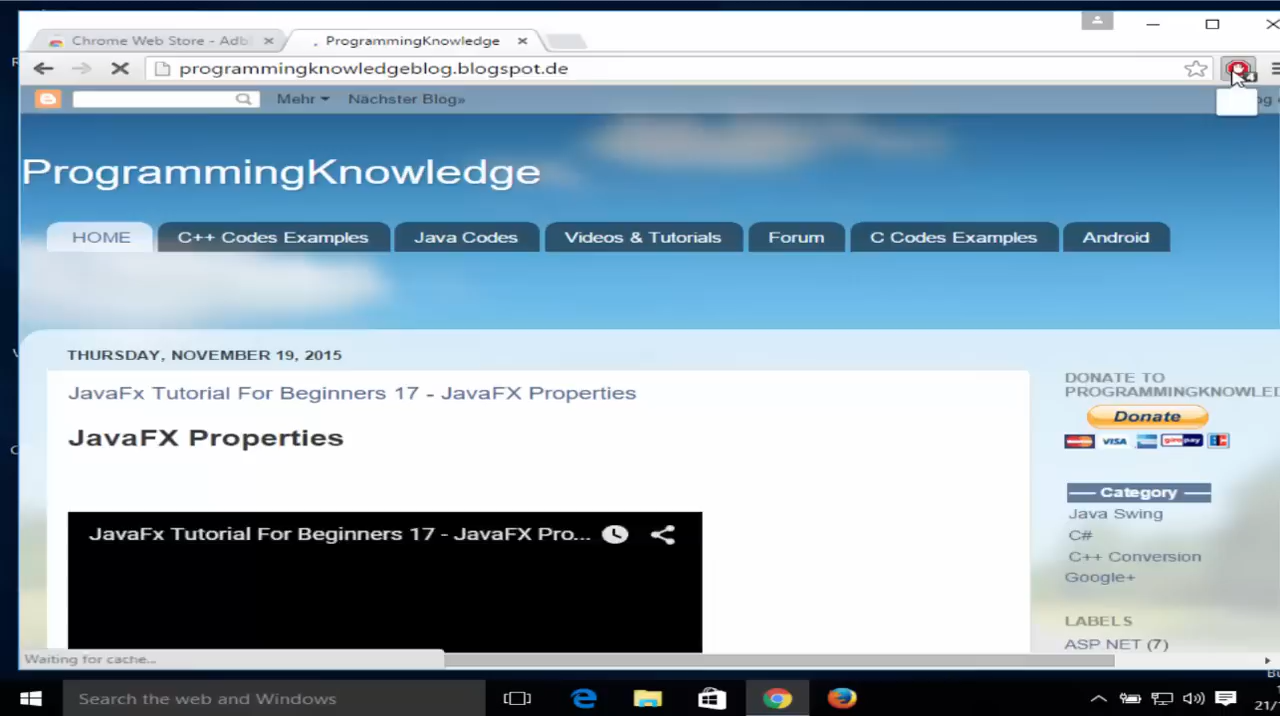 Chrome Web Store - Adb
ProgrammingKnowledge
programmingknowledgeblog.blogspot.de
Mehr
Nächster Blog»
ProgrammingKnowledge
HOME
C++ Codes Examples
Java Codes
Videos & Tutorials
Forum
C Codes Examples
Android
THURSDAY, NOVEMBER 19, 2015
JavaFx Tutorial For Beginners 17 - JavaFX Properties
JavaFX Properties
JavaFx Tutorial For Beginners 17 - JavaFX Pro...
DONATE TO
PROGRAMMINGKNOWLED
Donate
VISA
giropay
Category
Java Swing
C#
C++ Conversion
Google+
LABELS
ASP NET (7)
Waiting for cache...
Search the web and Windows
21/